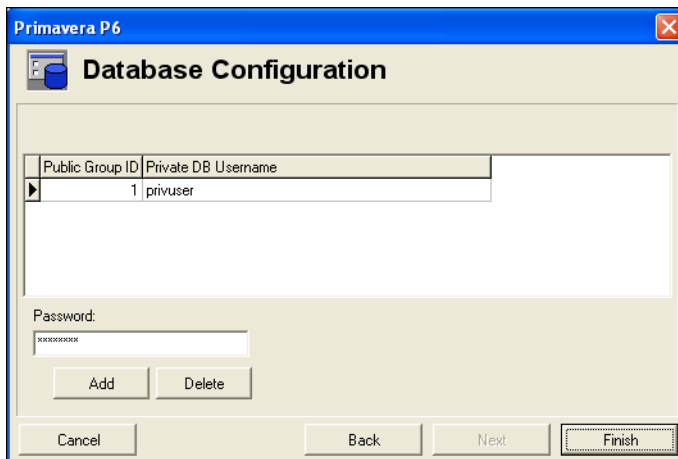 Primavera P6
Database Configuration
Public Group ID Private DB Username
1 privuser
Password:
xxxxxxxx
Add Delete
Cancel Back Next Finish